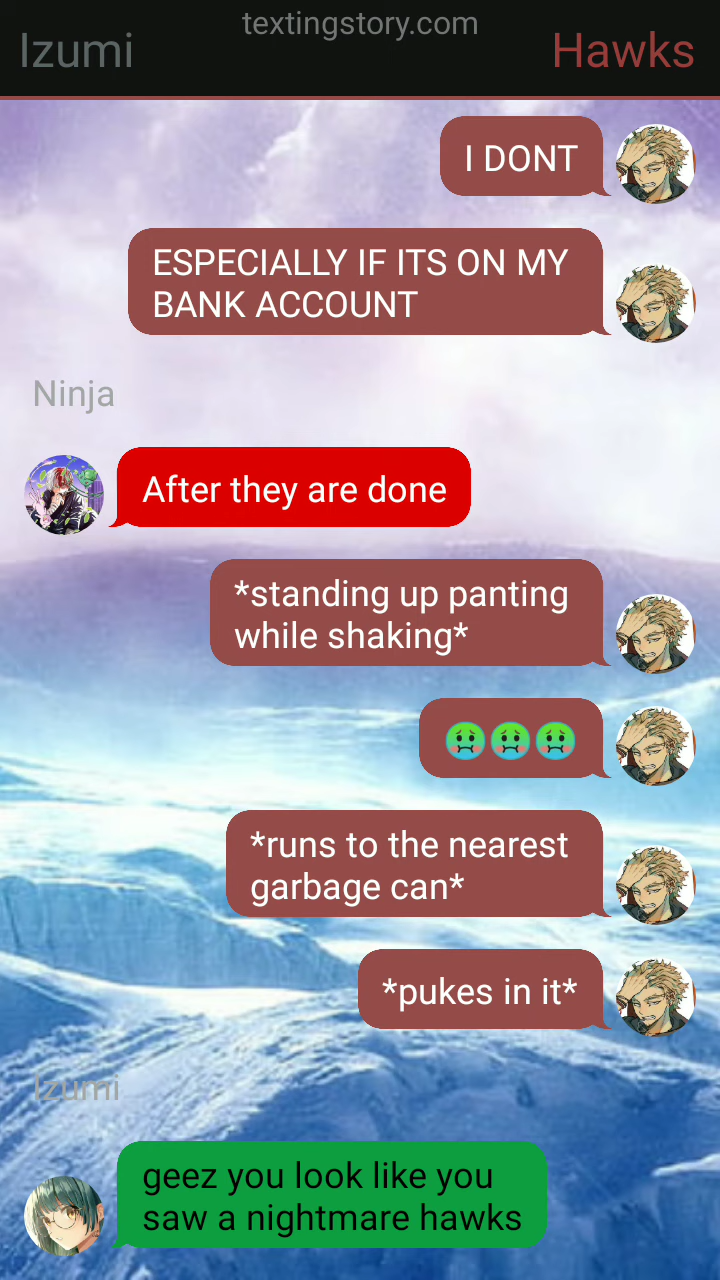 textingstory.com
Izumi
Hawks
I DONT
ESPECIALLY IF ITS ON MY
BANK ACCOUNT
Ninja
After they are done
*standing up panting
while shaking*
🤢🤢🤢
*runs to the nearest
garbage can*
*pukes in it*
Izumi
geez you look like you
saw a nightmare hawks